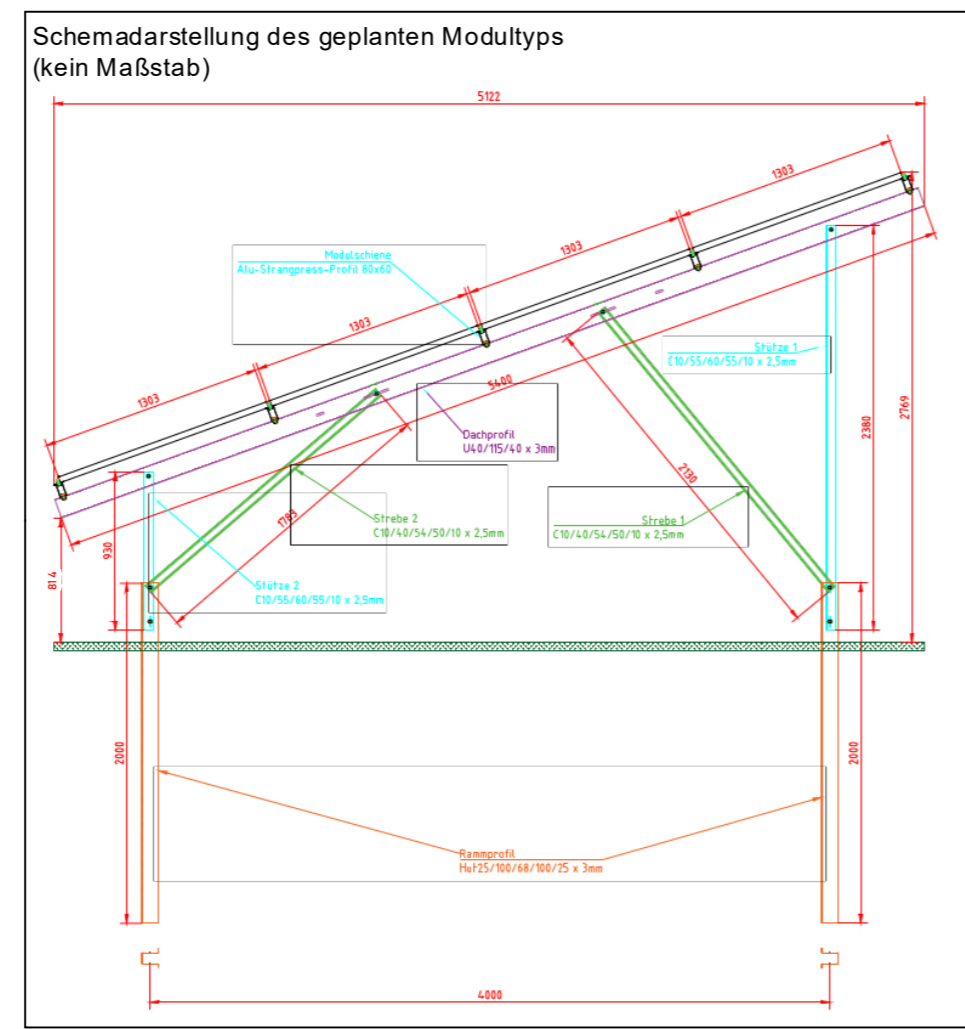 Schemadarstellung des geplanten Modultyps
(kein Maßstab)
5122
1303
1303
1303
1303
Modulschiene
Alu-Strangpress-Profil 80x60
Stütze 1
C10/55/60/55/10 x 2,5mm
5400
2769
2380
Dachprofil
U40/115/40 x 3mm
2130
1783
Strebe 2
C10/40/54/50/10 x 2,5mm
Strebe 1
C10/40/54/50/10 x 2,5mm
930
814
Stütze 2
C10/55/60/55/10 x 2,5mm
2000
2000
Rammprofil
Hut25/100/68/100/25 x 3mm
4000